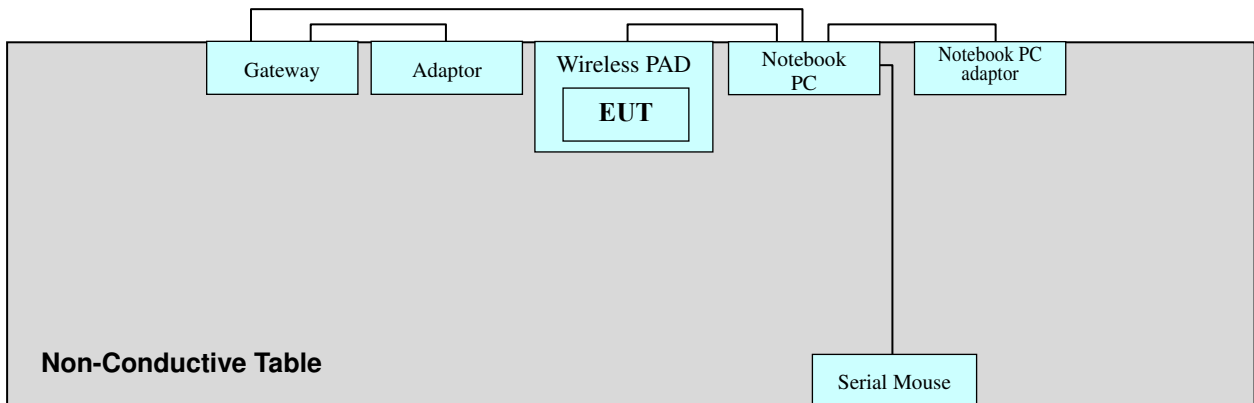 Gateway
Adaptor
Wireless PAD
EUT
Notebook
PC
Notebook PC
adaptor
Non-Conductive Table
Serial Mouse